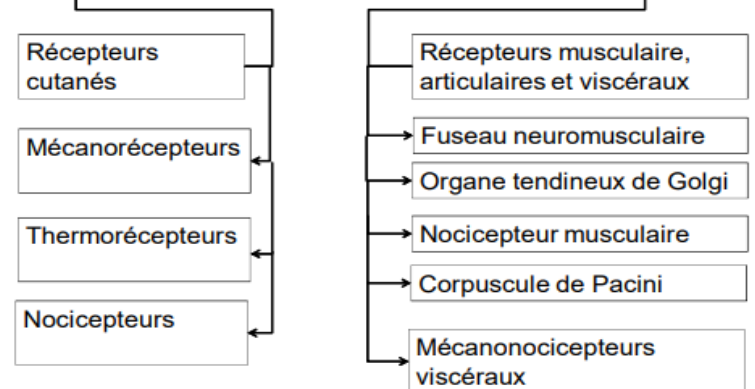 Récepteurs
cutanés
Mécanorécepteurs
Thermorécepteurs
Nocicepteurs
Récepteurs musculaire,
articulaires et viscéraux
Fuseau neuromusculaire
Organe tendineux de Golgi
Nocicepteur musculaire
Corpuscule de Pacini
Mécanonocicepteurs
viscéraux